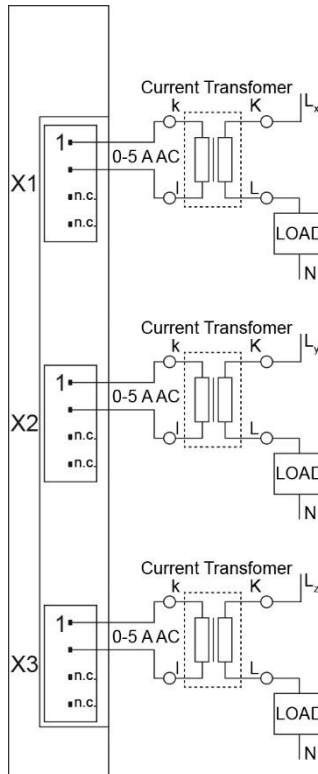 Current Transfomer
k K Lx
1
0-5 A AC
X1
n.c.
n.c.
l L
LOAD
N
Current Transfomer
k K Ly
1
0-5 A AC
X2
n.c.
n.c.
l L
LOAD
N
Current Transfomer
k K Lz
1
0-5 A AC
X3
n.c.
n.c.
l L
LOAD
N